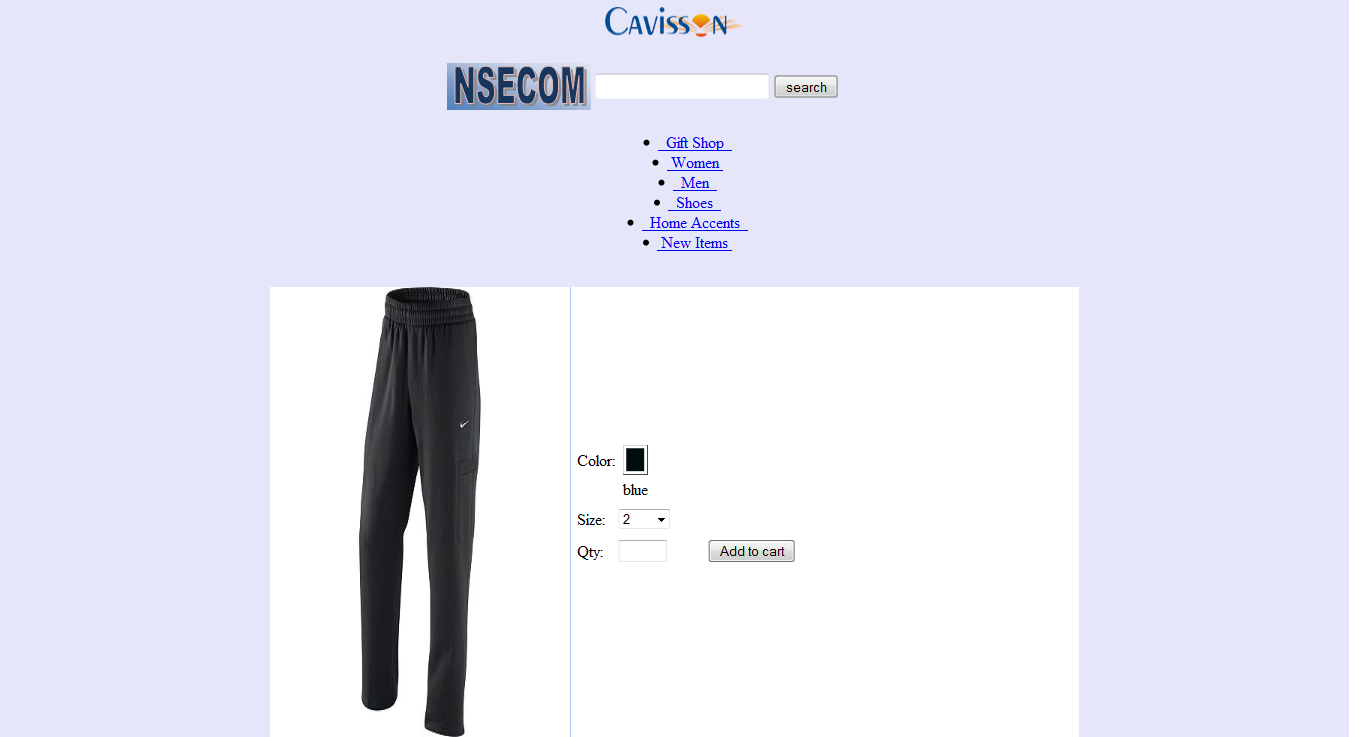 CAVISSON
NSECOM
search
Gift Shop
Women
Men
Shoes
Home Accents
New Items
Color:
blue
Size: 2
Qty: Add to cart